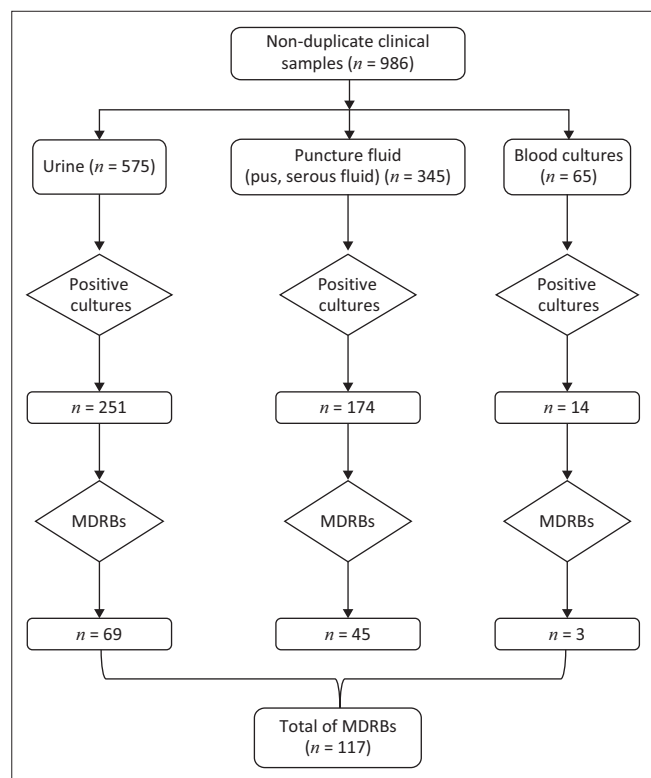 Non-duplicate clinical
samples (n = 986)
Urine (n = 575)
Puncture fluid
(pus, serous fluid) (n = 345)
Blood cultures
(n = 65)
Positive
cultures
Positive
cultures
Positive
cultures
n = 251
n = 174
n = 14
MDRBs
MDRBs
MDRBs
n = 69
n = 45
n = 3
Total of MDRBs
(n = 117)